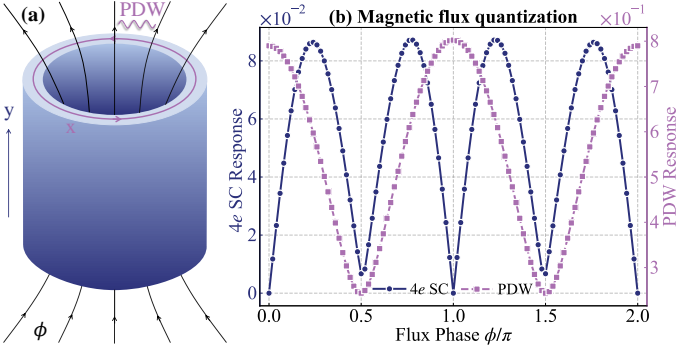 (a)
PDW
y
x
ϕ
(b) Magnetic flux quantization
×10⁻²
×10⁻¹
8
6
4
2
0
4e SC Response
8
7
6
5
4
3
PDW Response
4e SC
PDW
0.0 0.5 1.0 1.5 2.0
Flux Phase ϕ/π